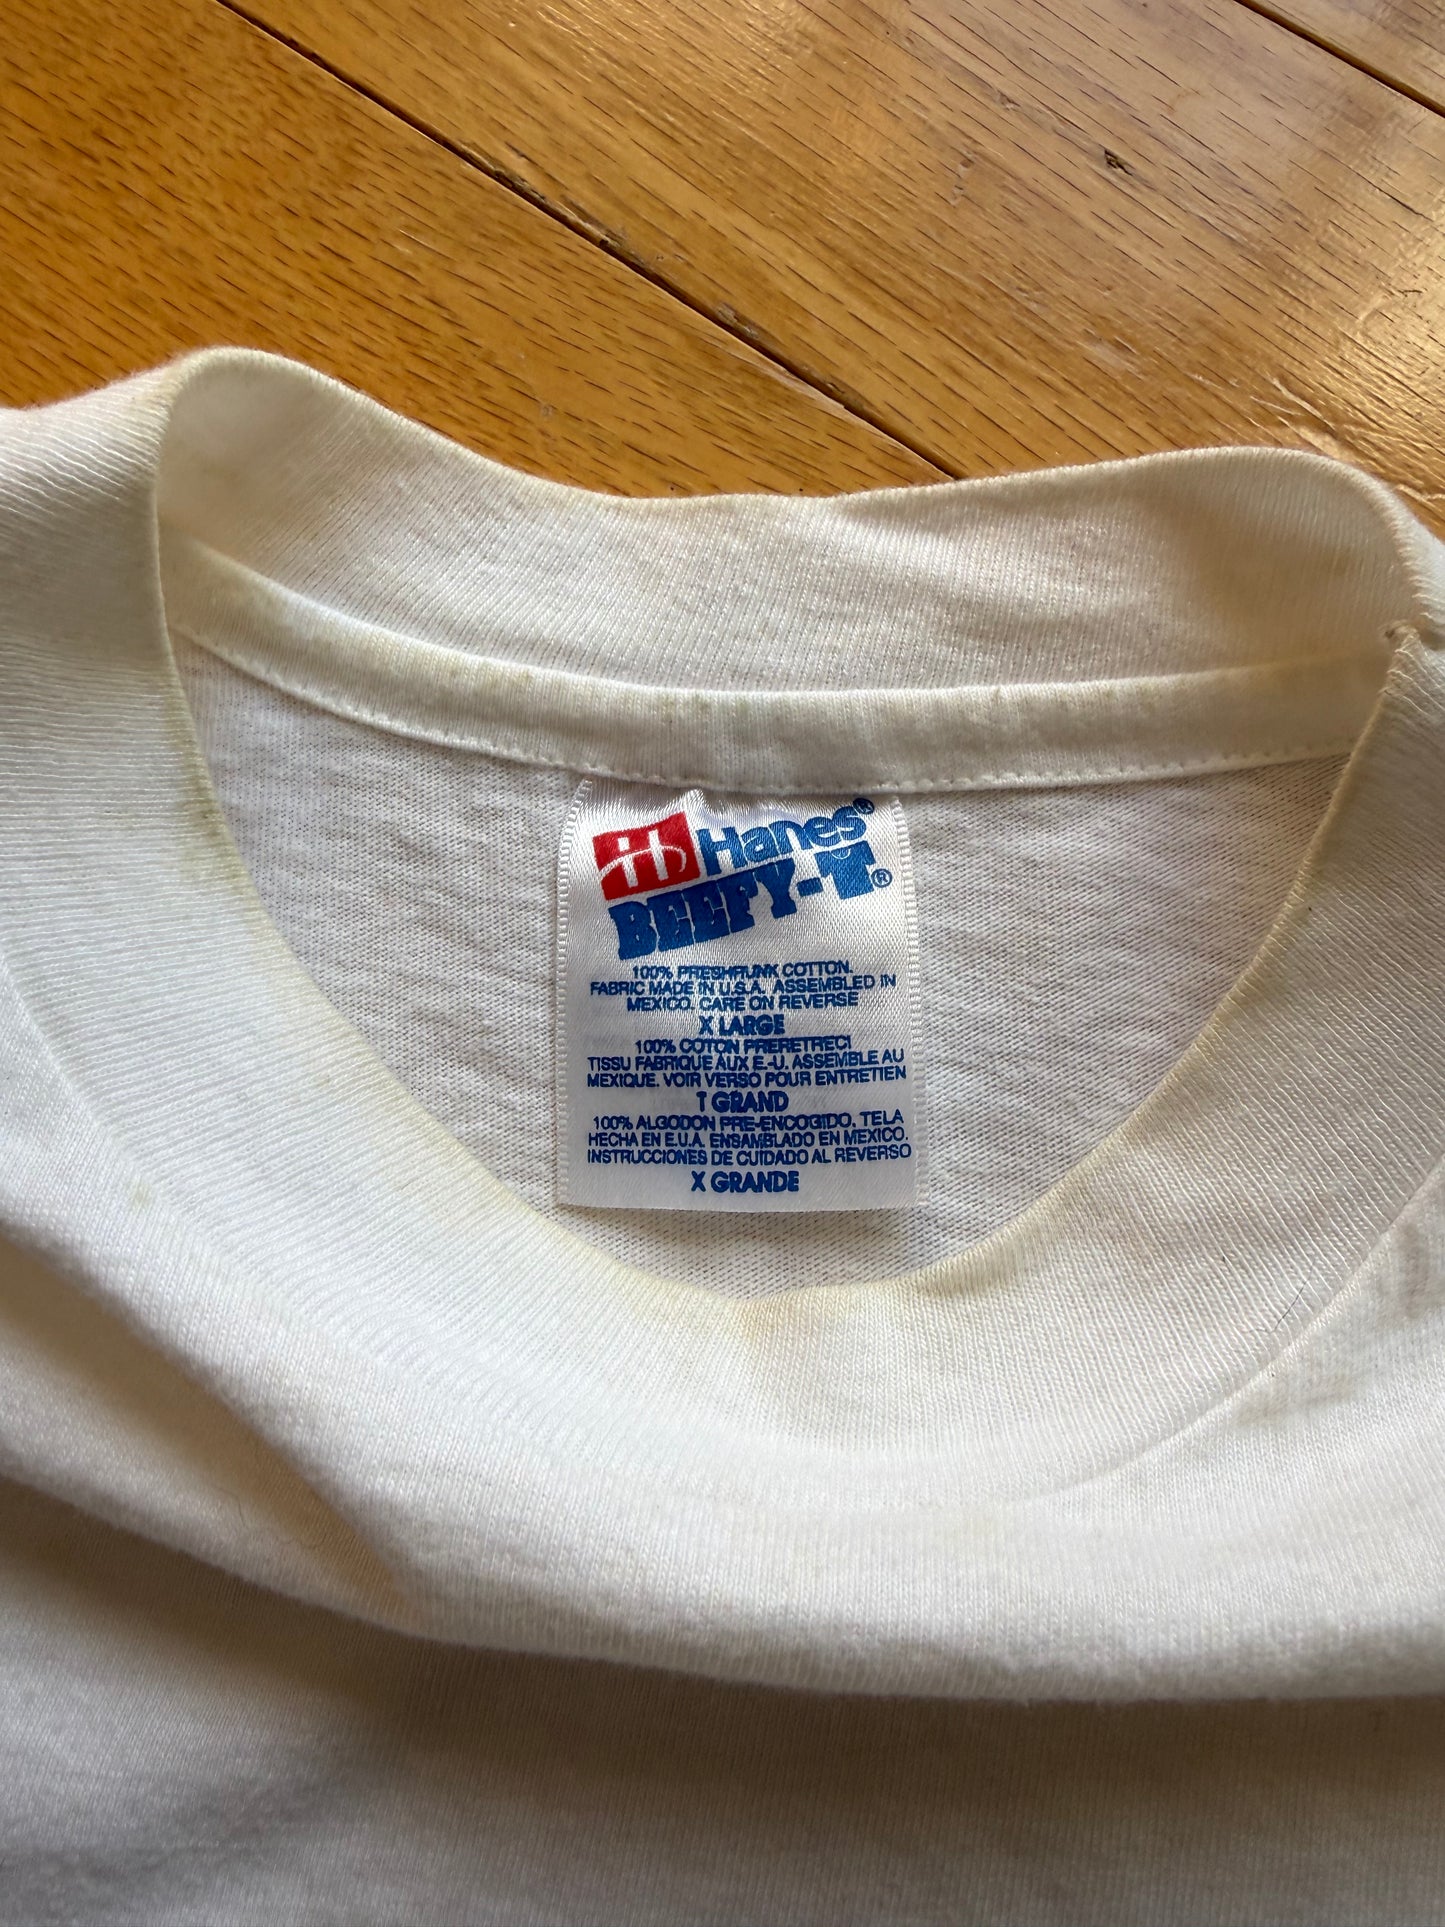 H Hanes®
BEEFY-T®
100% PRESHRUNK COTTON.
FABRIC MADE IN U.S.A. ASSEMBLED IN
MEXICO. CARE ON REVERSE
X LARGE
100% COTON PRERETRECI
TISSU FABRIQUE AUX E.-U. ASSEMBLE AU
MEXIQUE. VOIR VERSO POUR ENTRETIEN
T GRAND
100% ALGODON PRE-ENCOGIDO. TELA
HECHA EN E.U.A. ENSAMBLADO EN MEXICO.
INSTRUCCIONES DE CUIDADO AL REVERSO
X GRANDE